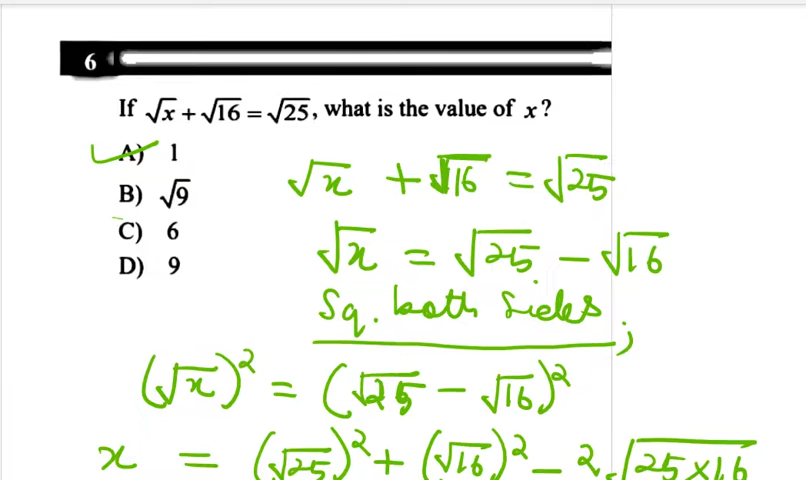 6
If √x + √16 = √25, what is the value of x?
A) 1
B) √9
C) 6
D) 9
√x + √16 = √25
√x = √25 − √16
Sq. both sides;
(√x)² = (√25 − √16)²
x = (√25)² + (√16)² − 2√25×16